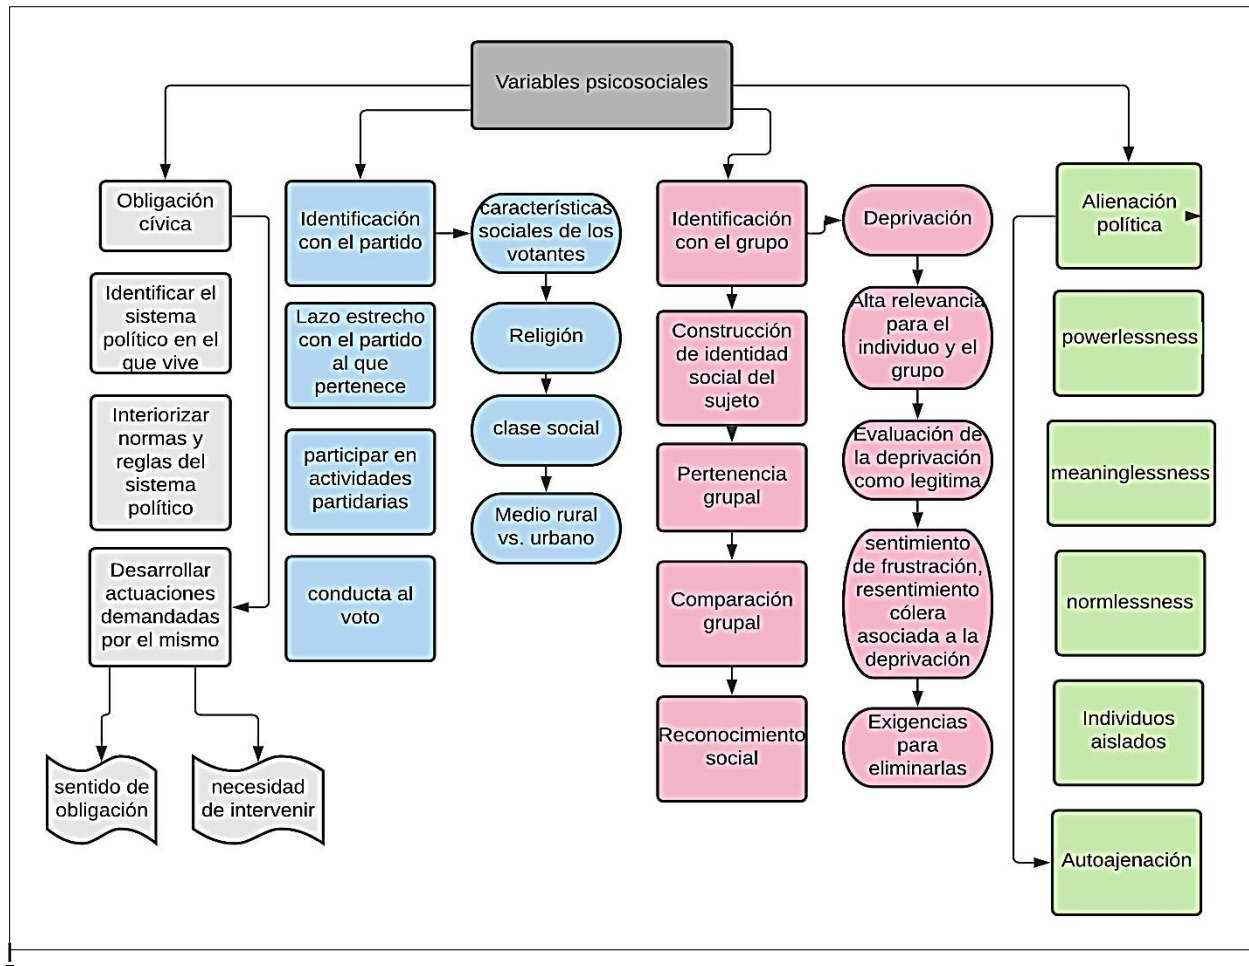 Variables psicosociales
Obligación
cívica
Identificar el
sistema
político en el
que vive
Interiorizar
normas y
reglas del
sistema
político
Desarrollar
actuaciones
demandadas
por el mismo
sentido de
obligación
necesidad
de intervenir
Identificación
con el partido
Lazo estrecho
con el partido
al que
pertenece
participar en
actividades
partidarias
conducta al
voto
características
sociales de los
votantes
Religión
clase social
Medio rural
vs. urbano
Identificación
con el grupo
Construcción
de identidad
social del
sujeto
Pertenencia
grupal
Comparación
grupal
Reconocimiento
social
Deprivación
Alta relevancia
para el
individuo y el
grupo
Evaluación de
la deprivación
como legitima
sentimiento
de frustración,
resentimiento
cólera
asociada a la
deprivación
Exigencias
para
eliminarlas
Alienación
política
powerlessness
meaninglessness
normlessness
Individuos
aislados
Autoajenación